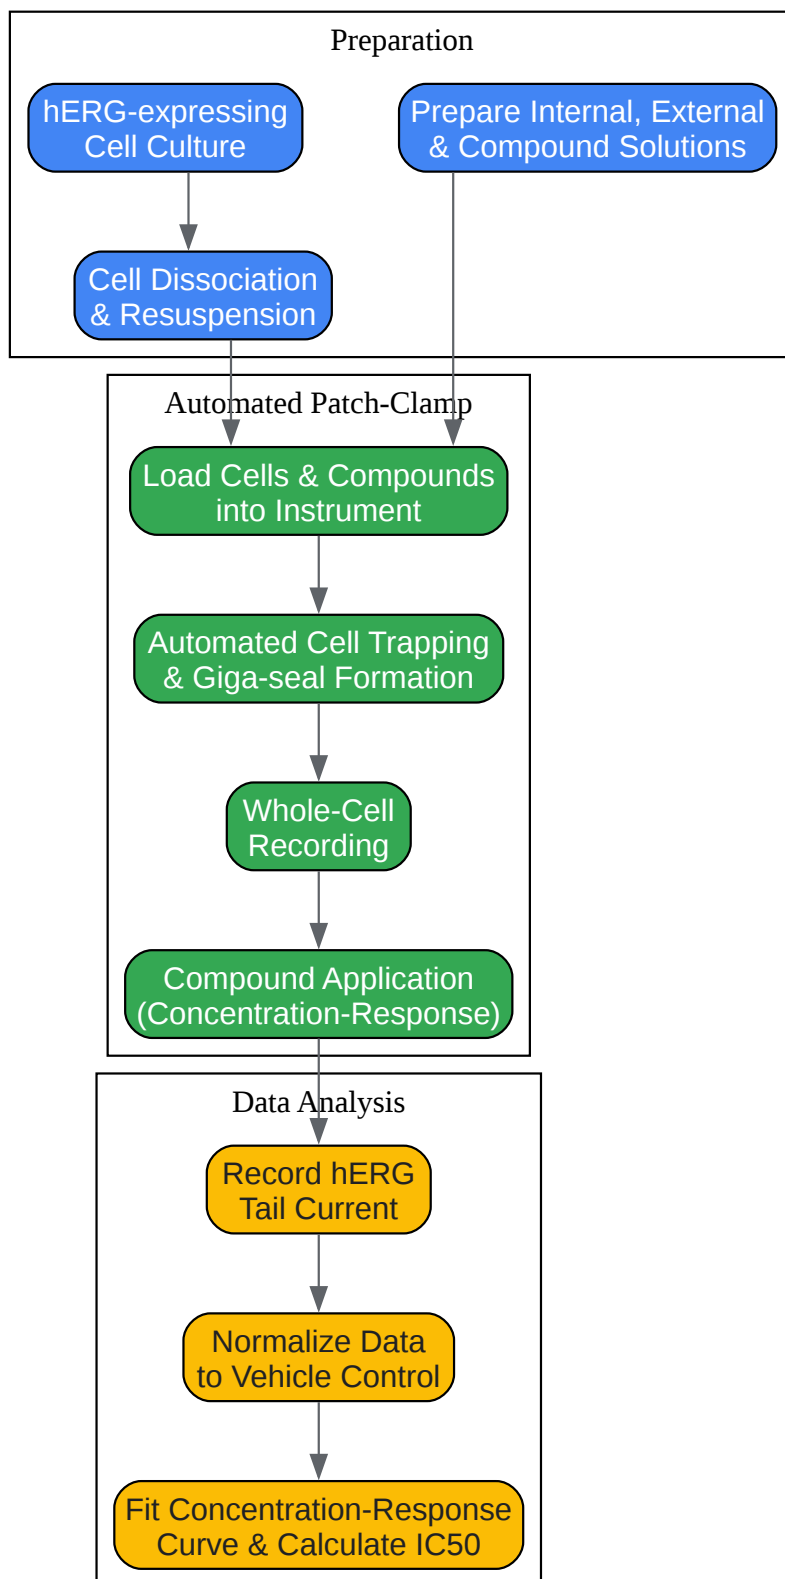 Preparation
hERG-expressing
Cell Culture
Prepare Internal, External
& Compound Solutions
Cell Dissociation
& Resuspension
Automated Patch-Clamp
Load Cells & Compounds
into Instrument
Automated Cell Trapping
& Giga-seal Formation
Whole-Cell
Recording
Compound Application
(Concentration-Response)
Data Analysis
Record hERG
Tail Current
Normalize Data
to Vehicle Control
Fit Concentration-Response
Curve & Calculate IC50